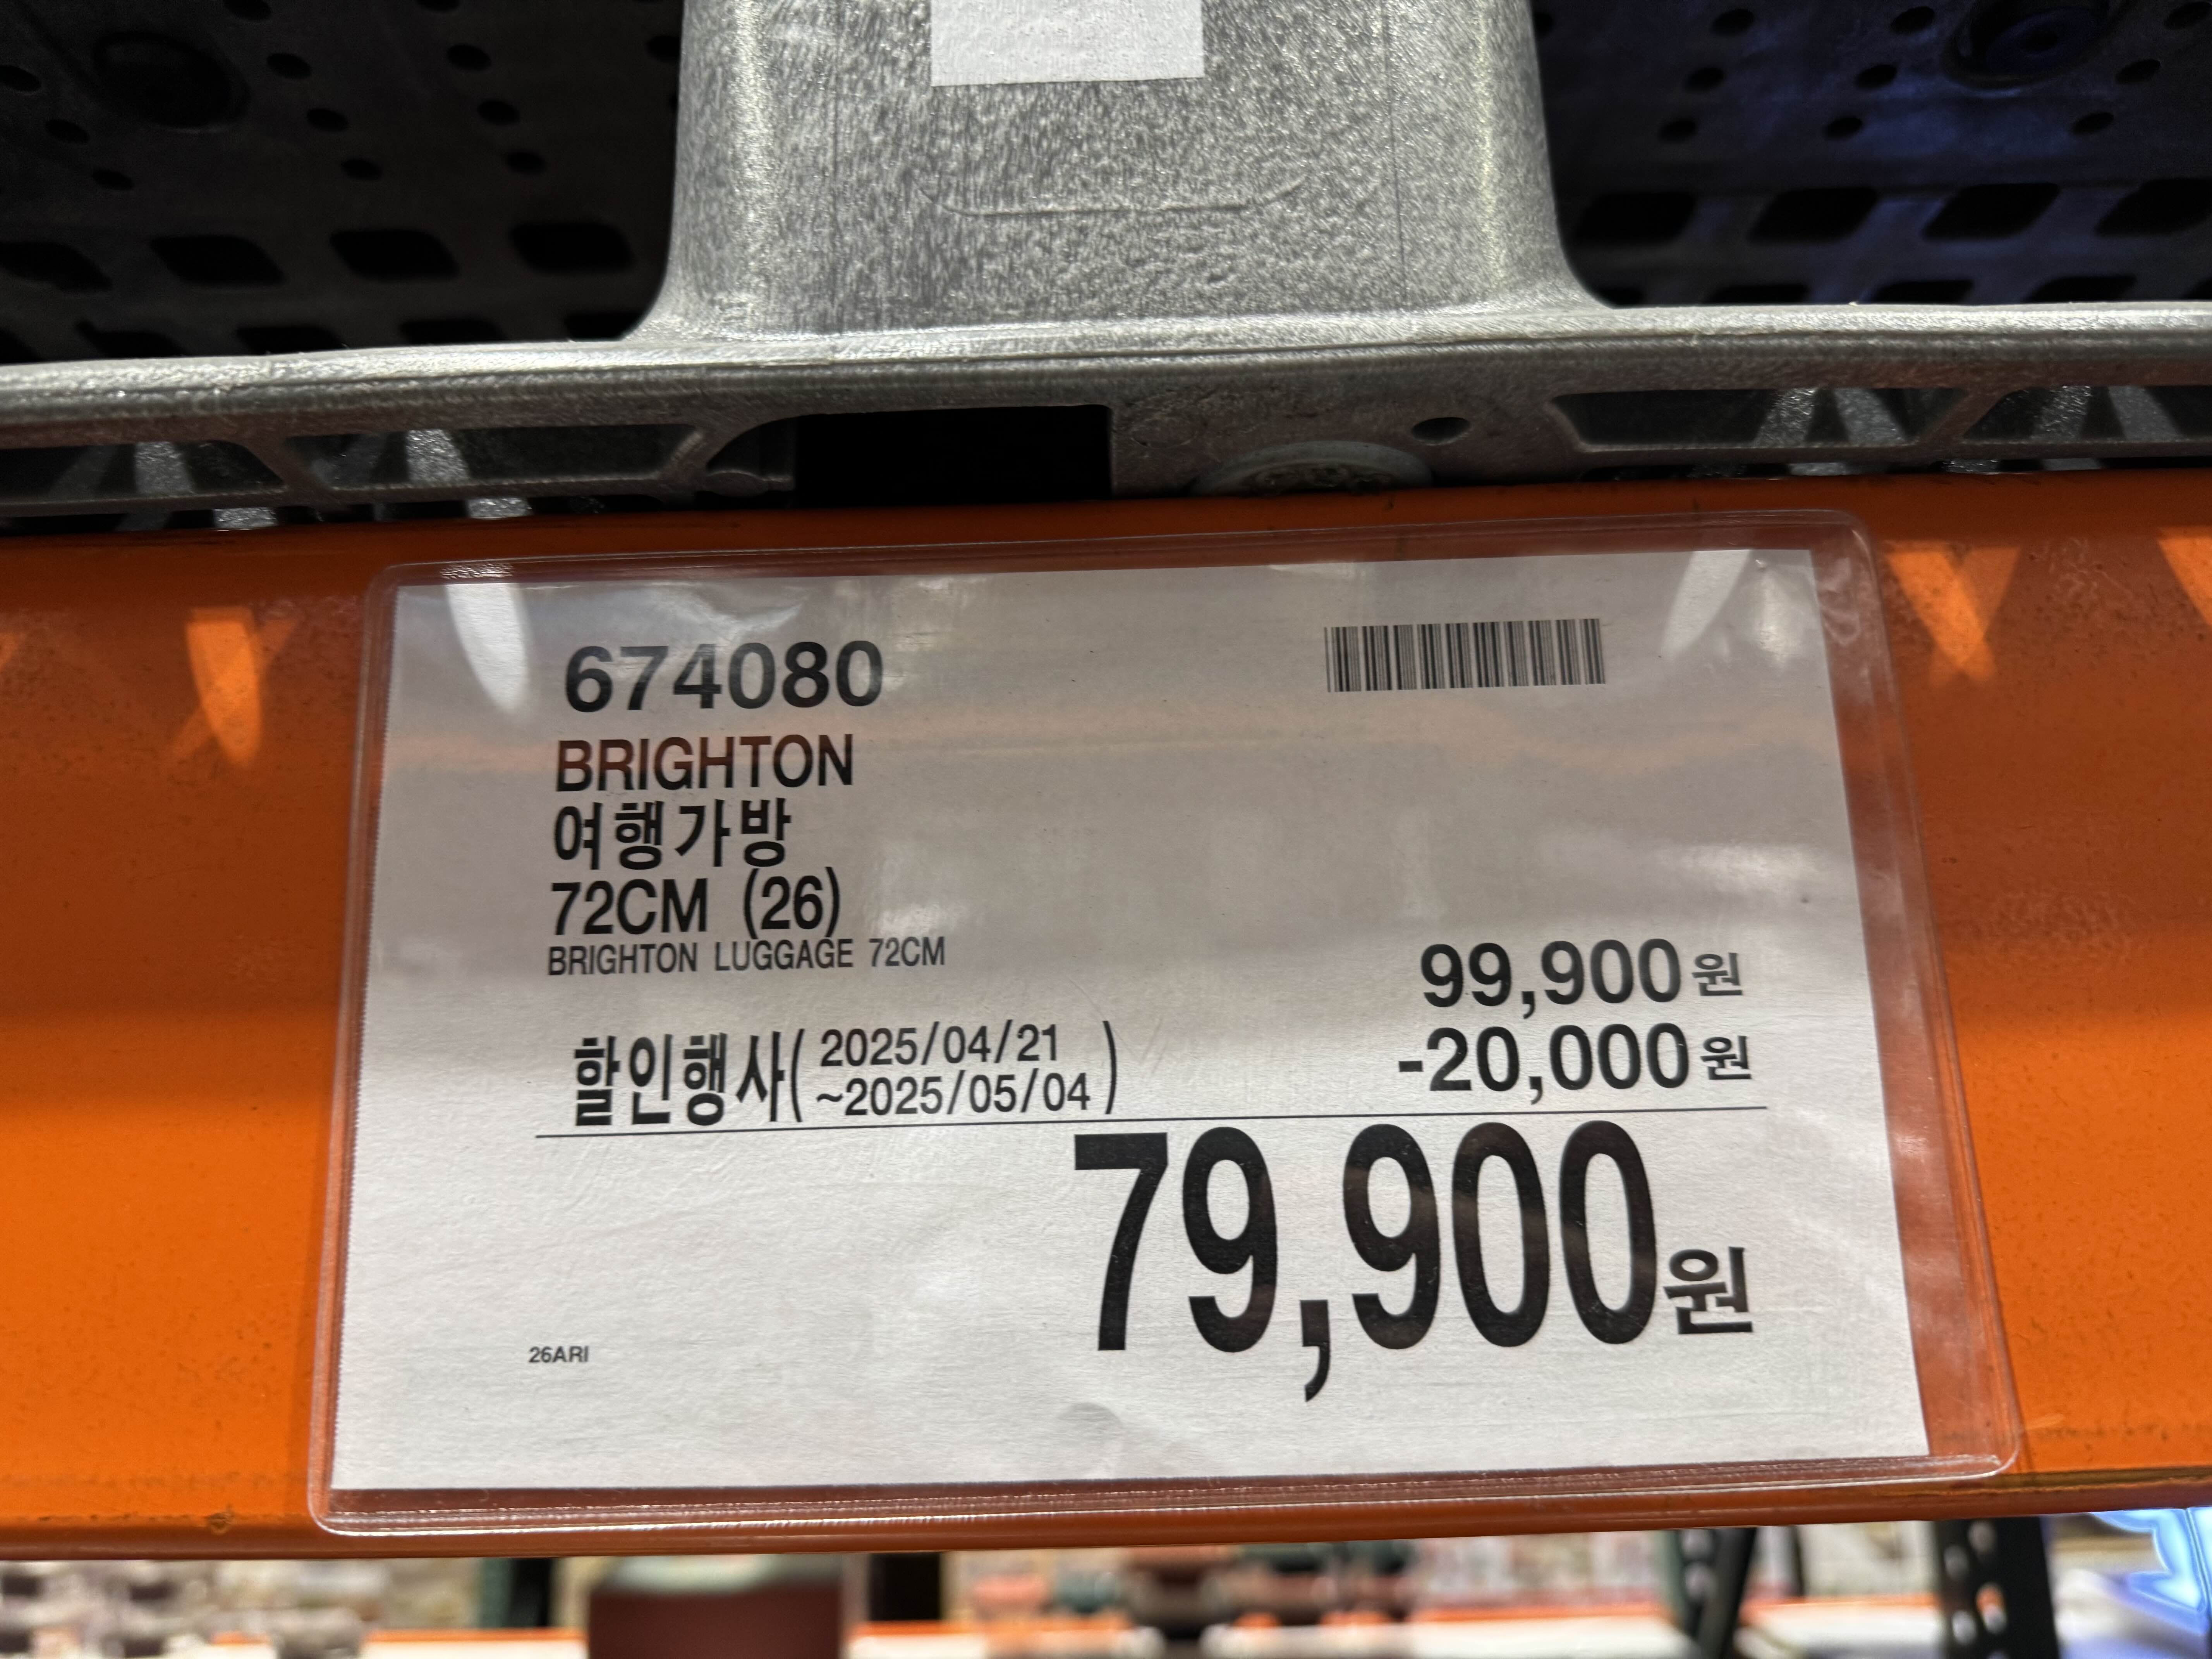 674080
BRIGHTON
여행가방
72CM (26)
BRIGHTON LUGGAGE 72CM
99,900원
할인행사( 2025/04/21
~2025/05/04 )
-20,000원
79,900원
26ARI